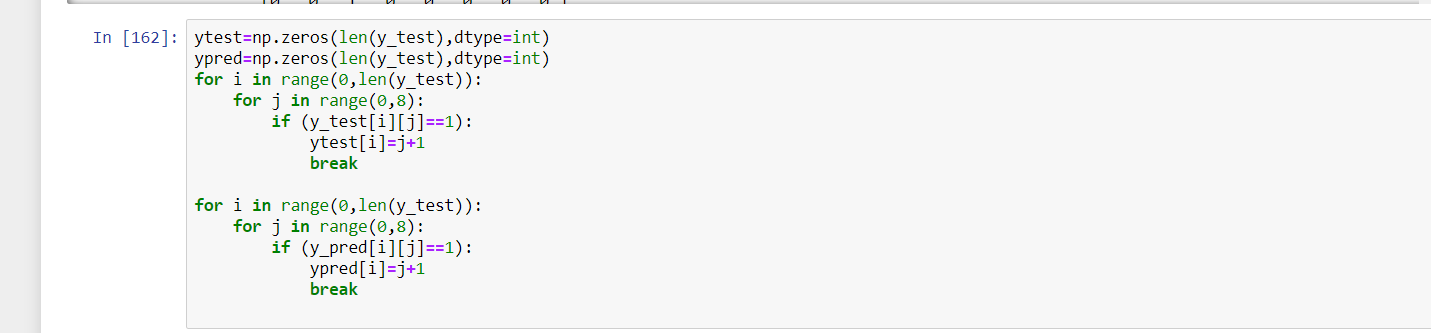 In [162]: ytest=np.zeros(len(y_test),dtype=int)
ypred=np.zeros(len(y_test),dtype=int)
for i in range(0,len(y_test)):
    for j in range(0,8):
        if (y_test[i][j]==1):
            ytest[i]=j+1
            break

for i in range(0,len(y_test)):
    for j in range(0,8):
        if (y_pred[i][j]==1):
            ypred[i]=j+1
            break